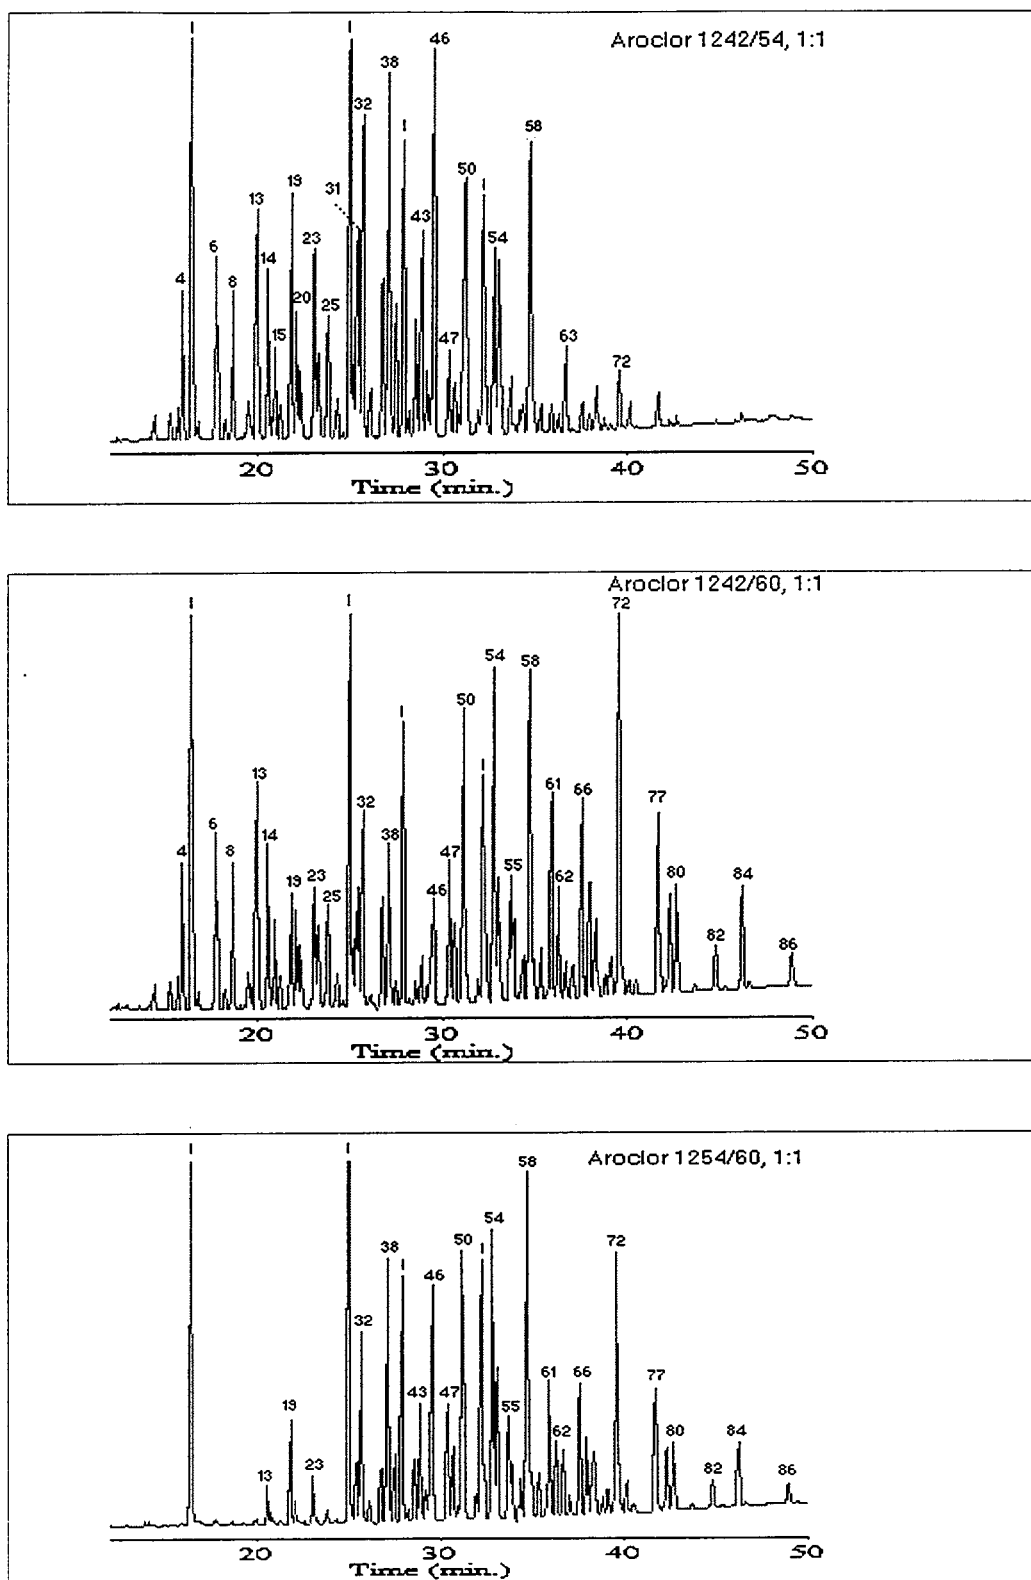 Aroclor 1242/54, 1:1
I I 46
38
32 I
58
31 50 I
19
13 43
6 23 54
14
4 8 20 25
15 47 63
72
20 30 40 50
Time (min.)
Aroclor 1242/60, 1:1
I I 72
54 58
I 50
I
13 32 61 66 77
6 14 38 47
4 8 55 62 80 84
19 23 25 46
82 86
20 30 40 50
Time (min.)
Aroclor 1254/60, 1:1
I I 58
54
38 I 50 I 72
46
32
61 66 77
19 43 47 55
62 80 84
13 23 82 86
20 30 40 50
Time (min.)